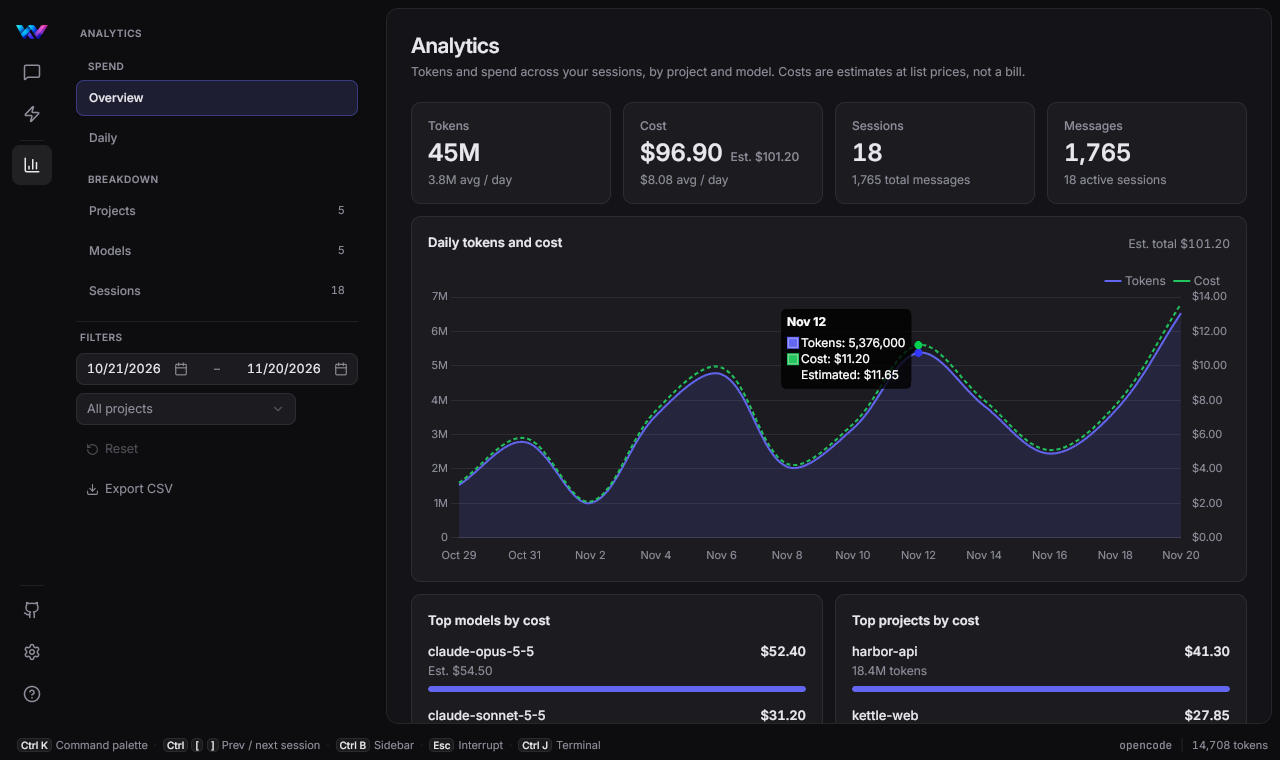 ANALYTICS
SPEND
Overview
Daily
BREAKDOWN
Projects 5
Models 5
Sessions 18
FILTERS
10/21/2026 – 11/20/2026
All projects
Reset
Export CSV
Analytics
Tokens and spend across your sessions, by project and model. Costs are estimates at list prices, not a bill.
Tokens
45M
3.8M avg / day
Cost
$96.90 Est. $101.20
$8.08 avg / day
Sessions
18
1,765 total messages
Messages
1,765
18 active sessions
Daily tokens and cost
Est. total $101.20
Tokens Cost
7M $14.00
6M $12.00
5M $10.00
4M $8.00
3M $6.00
2M $4.00
1M $2.00
0 $0.00
Nov 12
Tokens: 5,376,000
Cost: $11.20
Estimated: $11.65
Oct 29 Oct 31 Nov 2 Nov 4 Nov 6 Nov 8 Nov 10 Nov 12 Nov 14 Nov 16 Nov 18 Nov 20
Top models by cost
claude-opus-5-5 $52.40
Est. $54.50
claude-sonnet-5-5 $31.20
Top projects by cost
harbor-api $41.30
18.4M tokens
kettle-web $27.85
Ctrl K Command palette · Ctrl [ ] Prev / next session · Ctrl B Sidebar · Esc Interrupt · Ctrl J Terminal
opencode 14,708 tokens